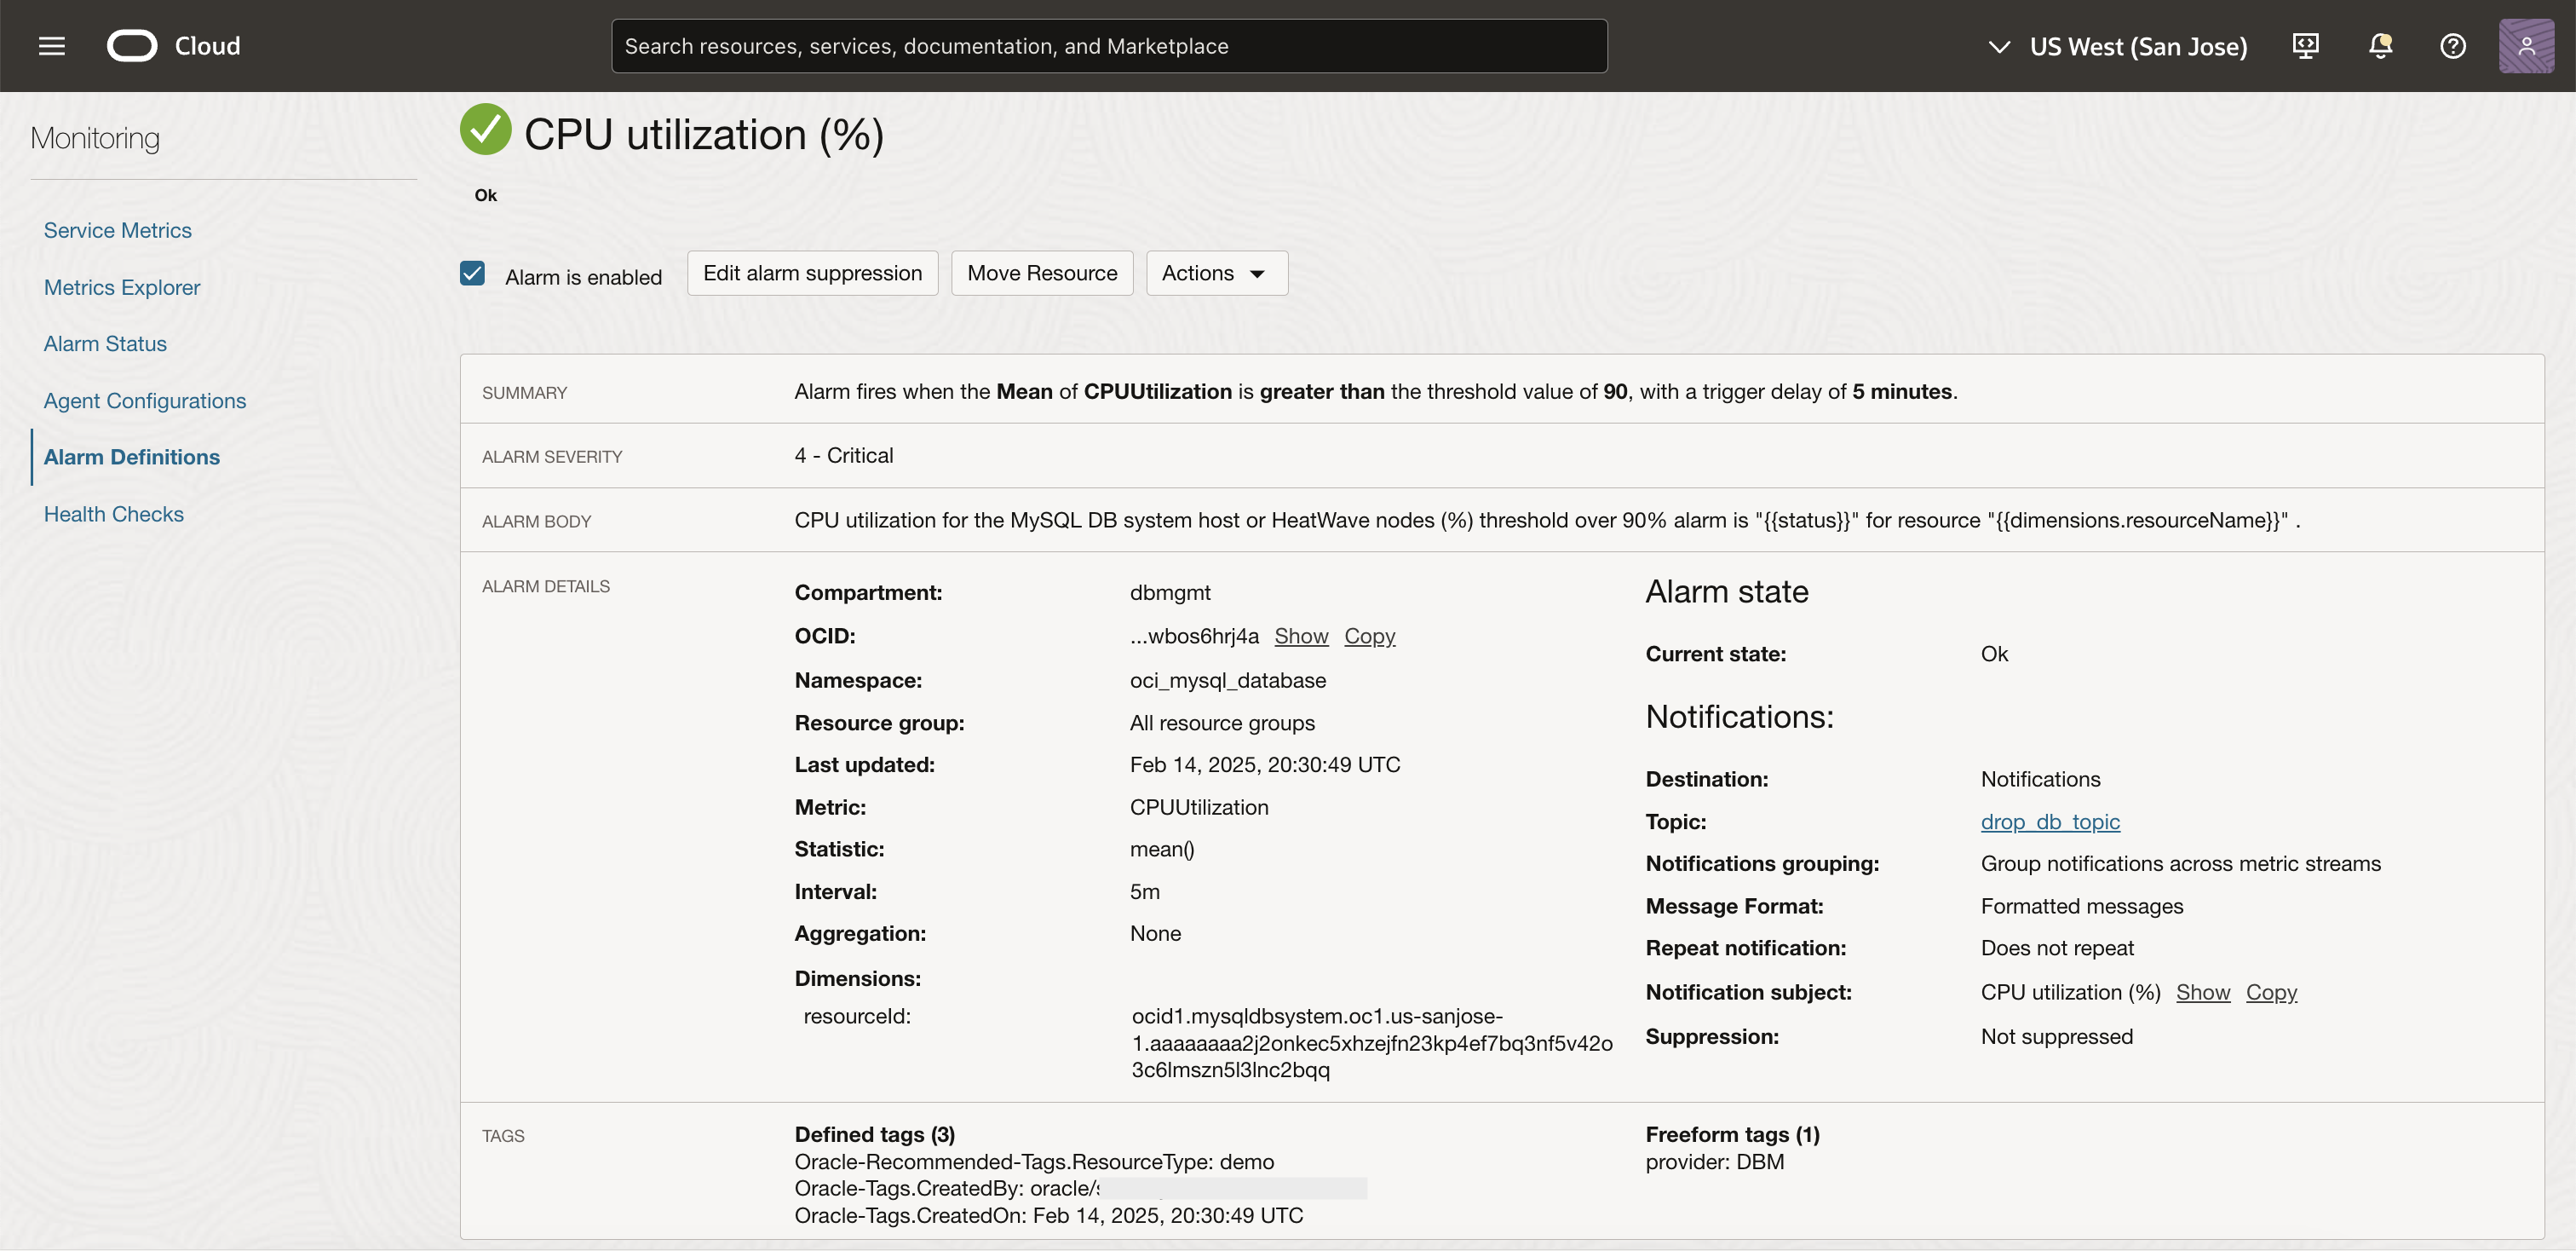 Cloud
Search resources, services, documentation, and Marketplace
US West (San Jose)
Monitoring
Service Metrics
Metrics Explorer
Alarm Status
Agent Configurations
Alarm Definitions
Health Checks
CPU utilization (%)
Ok
Alarm is enabled
Edit alarm suppression
Move Resource
Actions
SUMMARY
Alarm fires when the Mean of CPUUtilization is greater than the threshold value of 90, with a trigger delay of 5 minutes.
ALARM SEVERITY
4 - Critical
ALARM BODY
CPU utilization for the MySQL DB system host or HeatWave nodes (%) threshold over 90% alarm is "{{status}}" for resource "{{dimensions.resourceName}}" .
ALARM DETAILS
Compartment: dbmgmt
OCID: ...wbos6hrj4a Show Copy
Namespace: oci_mysql_database
Resource group: All resource groups
Last updated: Feb 14, 2025, 20:30:49 UTC
Metric: CPUUtilization
Statistic: mean()
Interval: 5m
Aggregation: None
Dimensions:
resourceId: ocid1.mysqldbsystem.oc1.us-sanjose-
1.aaaaaaaa2j2onkec5xhzejfn23kp4ef7bq3nf5v42o
3c6lmszn5l3lnc2bqq
Alarm state
Current state: Ok
Notifications:
Destination: Notifications
Topic: drop_db_topic
Notifications grouping: Group notifications across metric streams
Message Format: Formatted messages
Repeat notification: Does not repeat
Notification subject: CPU utilization (%) Show Copy
Suppression: Not suppressed
TAGS
Defined tags (3)
Oracle-Recommended-Tags.ResourceType: demo
Oracle-Tags.CreatedBy: oracle/
Oracle-Tags.CreatedOn: Feb 14, 2025, 20:30:49 UTC
Freeform tags (1)
provider: DBM